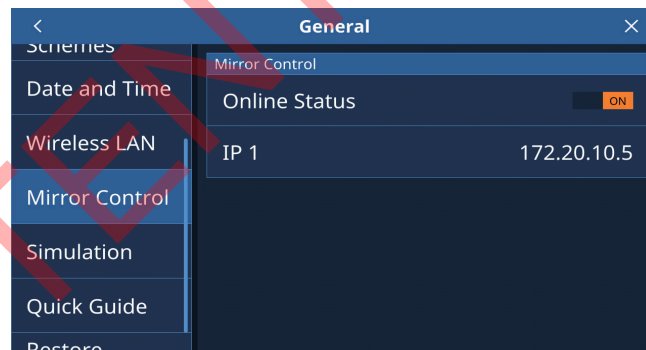 General
Schemes
Date and Time
Wireless LAN
Mirror Control
Simulation
Quick Guide
Restore
Mirror Control
Online Status ON
IP 1 172.20.10.5